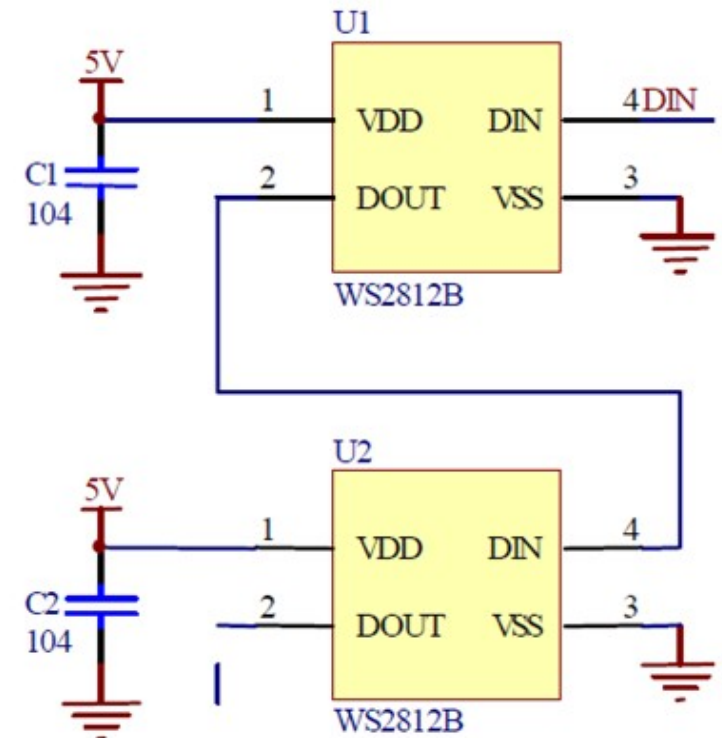 U1
5V
1
VDD
DIN
4
DIN
C1
104
2
DOUT
VSS
3
WS2812B
U2
5V
1
VDD
DIN
4
C2
104
2
DOUT
VSS
3
WS2812B